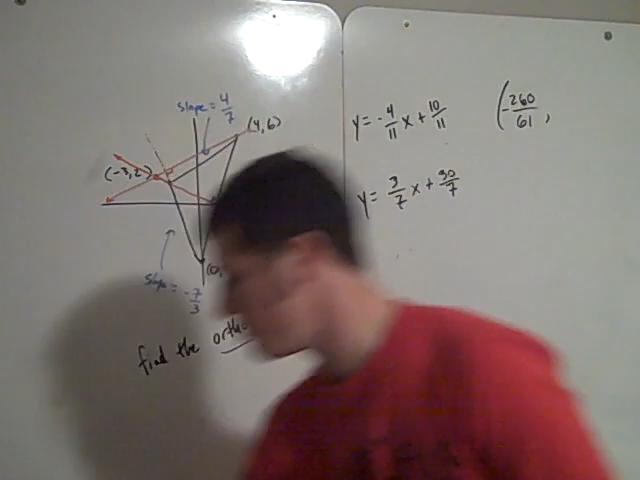 slope = 4/7
(4,6)
(-3,2)
(0,
slope = -7/3
find the ortho
y = -4/11 x + 10/11
y = 3/7 x + 30/7
(-260/61,